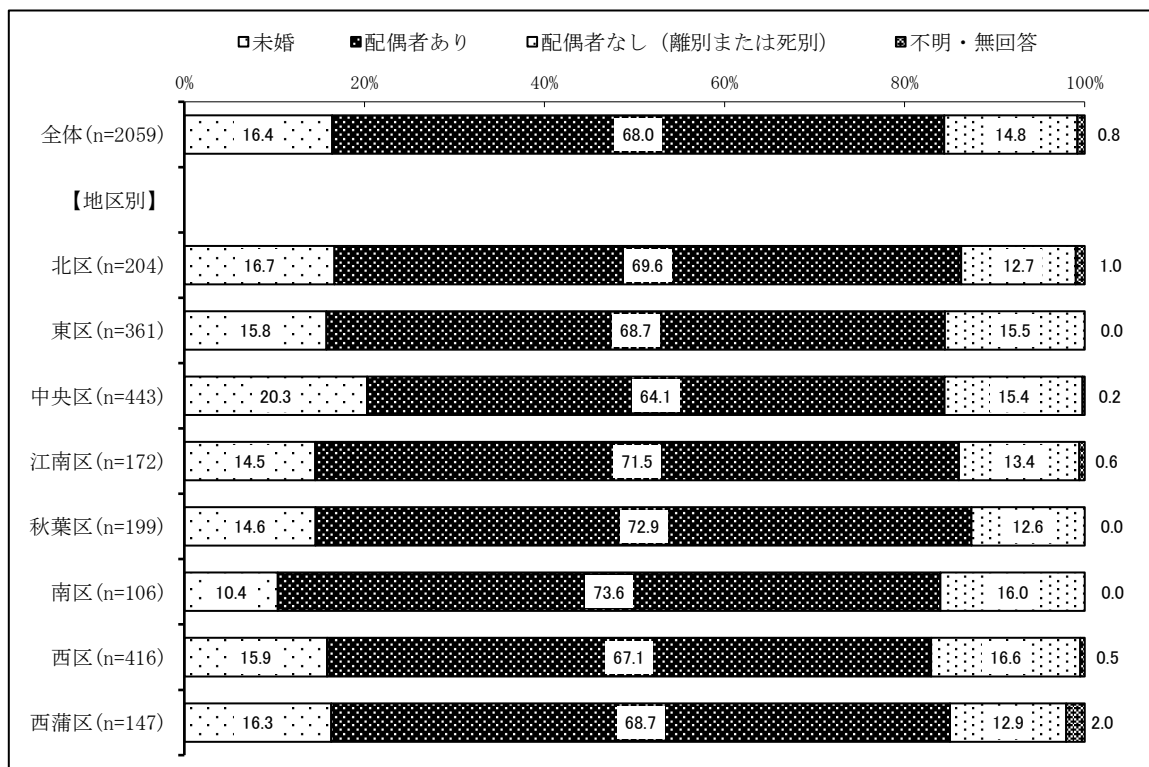 未婚 配偶者あり 配偶者なし（離別または死別） 不明・無回答
0% 20% 40% 60% 80% 100%
全体(n=2059) 16.4 68.0 14.8 0.8
【地区別】
北区(n=204) 16.7 69.6 12.7 1.0
東区(n=361) 15.8 68.7 15.5 0.0
中央区(n=443) 20.3 64.1 15.4 0.2
江南区(n=172) 14.5 71.5 13.4 0.6
秋葉区(n=199) 14.6 72.9 12.6 0.0
南区(n=106) 10.4 73.6 16.0 0.0
西区(n=416) 15.9 67.1 16.6 0.5
西蒲区(n=147) 16.3 68.7 12.9 2.0